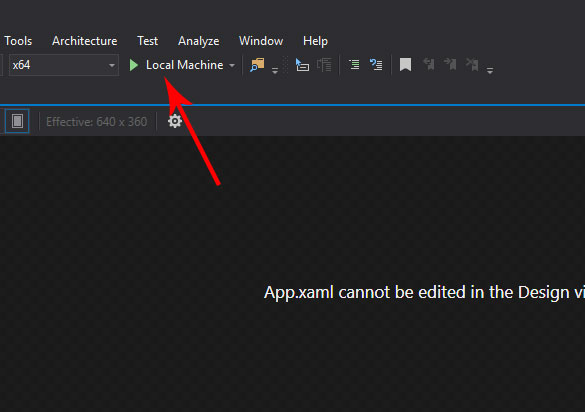 Tools Architecture Test Analyze Window Help
x64 Local Machine
Effective: 640 x 360
App.xaml cannot be edited in the Design vi